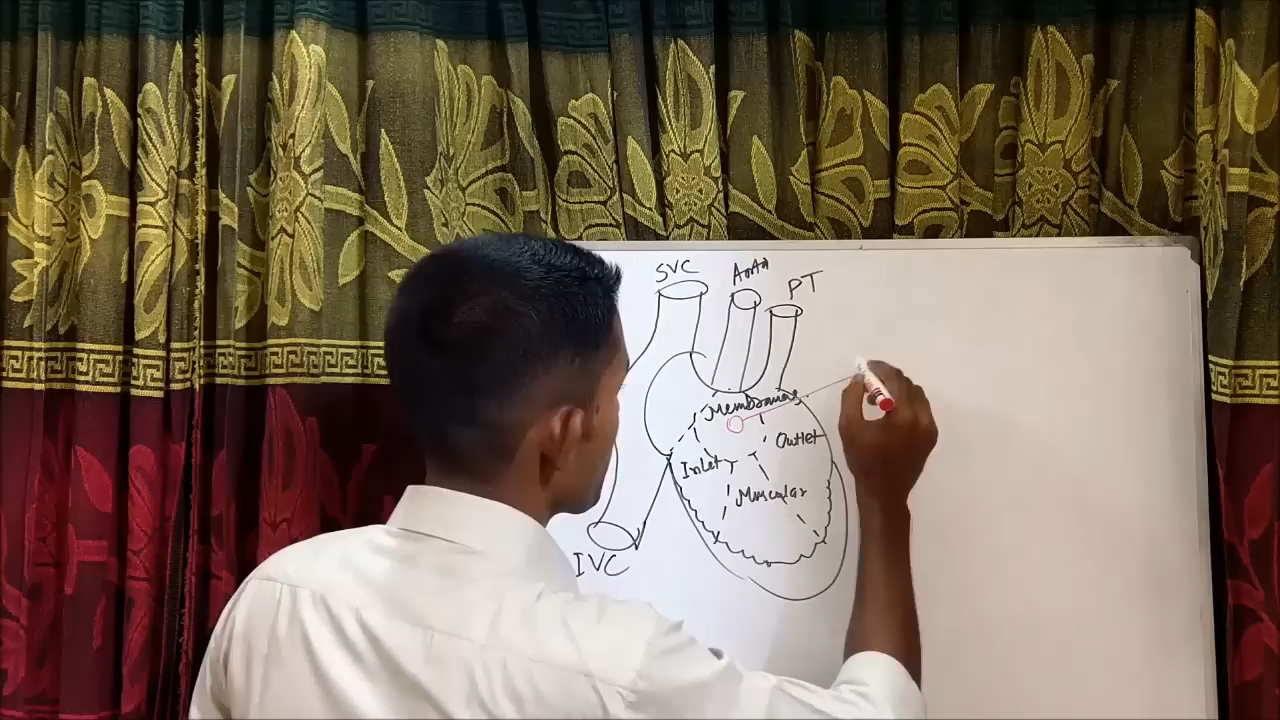 SVC
Aorta
PT
Membranous
Outlet
Inlet
Muscular
IVC